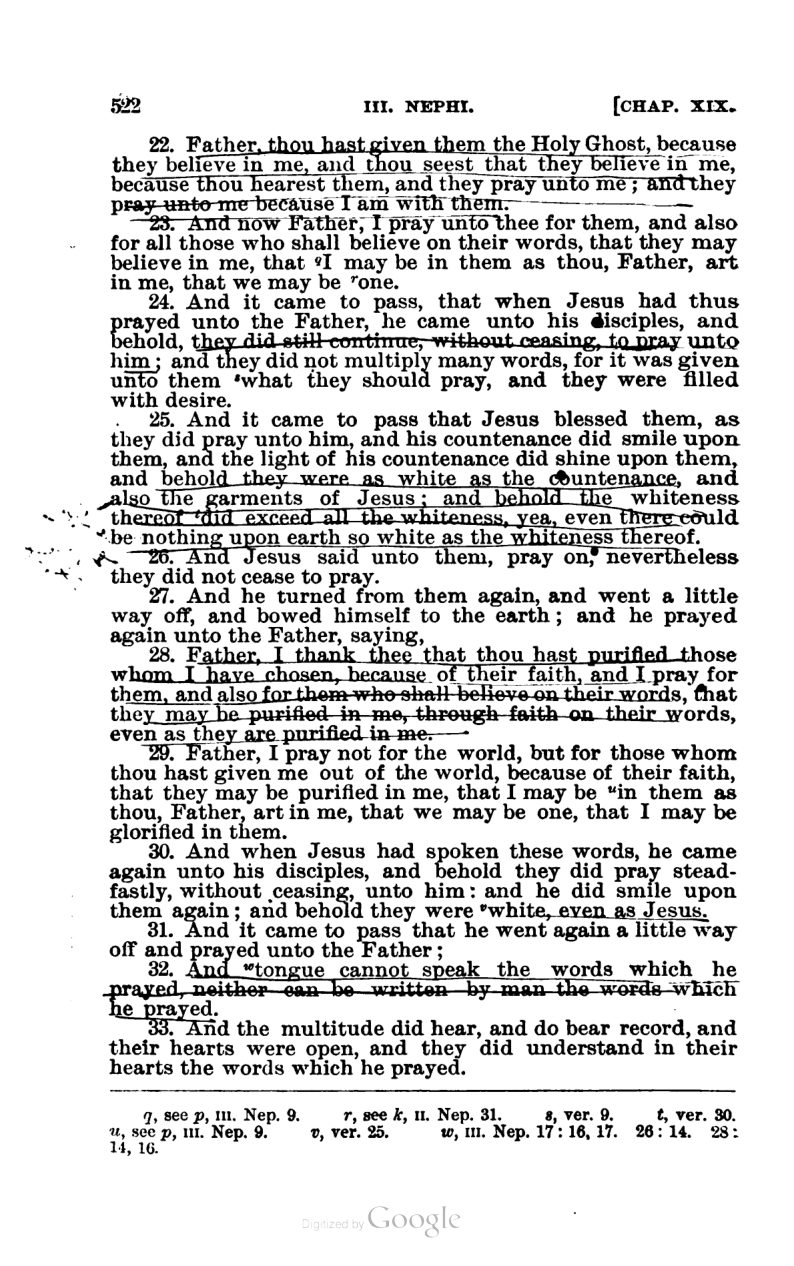 522 III. NEPHI. [CHAP. XIX.
22. Father, thou hast given them the Holy Ghost, because
they believe in me, and thou seest that they believe in me,
because thou hearest them, and they pray unto me; and they
pray unto me because I am with them.
23. And now Father, I pray unto thee for them, and also
for all those who shall believe on their words, that they may
believe in me, that qI may be in them as thou, Father, art
in me, that we may be rone.
24. And it came to pass, that when Jesus had thus
prayed unto the Father, he came unto his disciples, and
behold, they did still continue, without ceasing, to pray unto
him; and they did not multiply many words, for it was given
unto them swhat they should pray, and they were filled
with desire.
25. And it came to pass that Jesus blessed them, as
they did pray unto him, and his countenance did smile upon
them, and the light of his countenance did shine upon them,
and behold they were as white as the countenance, and
also the garments of Jesus; and behold the whiteness
thereof tdid exceed all the whiteness, yea, even there could
be nothing upon earth so white as the whiteness thereof.
26. And Jesus said unto them, pray on, nevertheless
they did not cease to pray.
27. And he turned from them again, and went a little
way off, and bowed himself to the earth; and he prayed
again unto the Father, saying,
28. Father, I thank thee that thou hast purified those
whom I have chosen, because of their faith, and I pray for
them, and also for them who shall believe on their words, that
they may be purified in me, through faith on their words,
even as they are purified in me.
29. Father, I pray not for the world, but for those whom
thou hast given me out of the world, because of their faith,
that they may be purified in me, that I may be uin them as
thou, Father, art in me, that we may be one, that I may be
glorified in them.
30. And when Jesus had spoken these words, he came
again unto his disciples, and behold they did pray stead-
fastly, without ceasing, unto him: and he did smile upon
them again; and behold they were vwhite, even as Jesus.
31. And it came to pass that he went again a little way
off and prayed unto the Father;
32. And wtongue cannot speak the words which he
prayed, neither can be written by man the words which
he prayed.
33. And the multitude did hear, and do bear record, and
their hearts were open, and they did understand in their
hearts the words which he prayed.
q, see p, III. Nep. 9. r, see k, II. Nep. 31. s, ver. 9. t, ver. 30.
u, see p, III. Nep. 9. v, ver. 25. w, III. Nep. 17: 16, 17. 26: 14. 28:
14, 16.
Digitized by Google